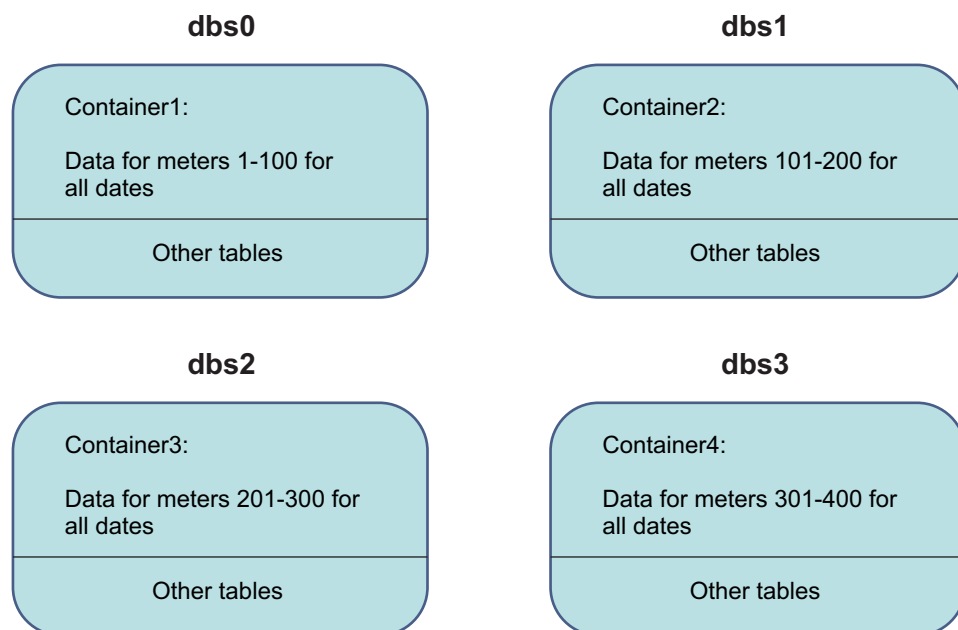 dbs0
Container1:
Data for meters 1-100 for
all dates
Other tables
dbs1
Container2:
Data for meters 101-200 for
all dates
Other tables
dbs2
Container3:
Data for meters 201-300 for
all dates
Other tables
dbs3
Container4:
Data for meters 301-400 for
all dates
Other tables